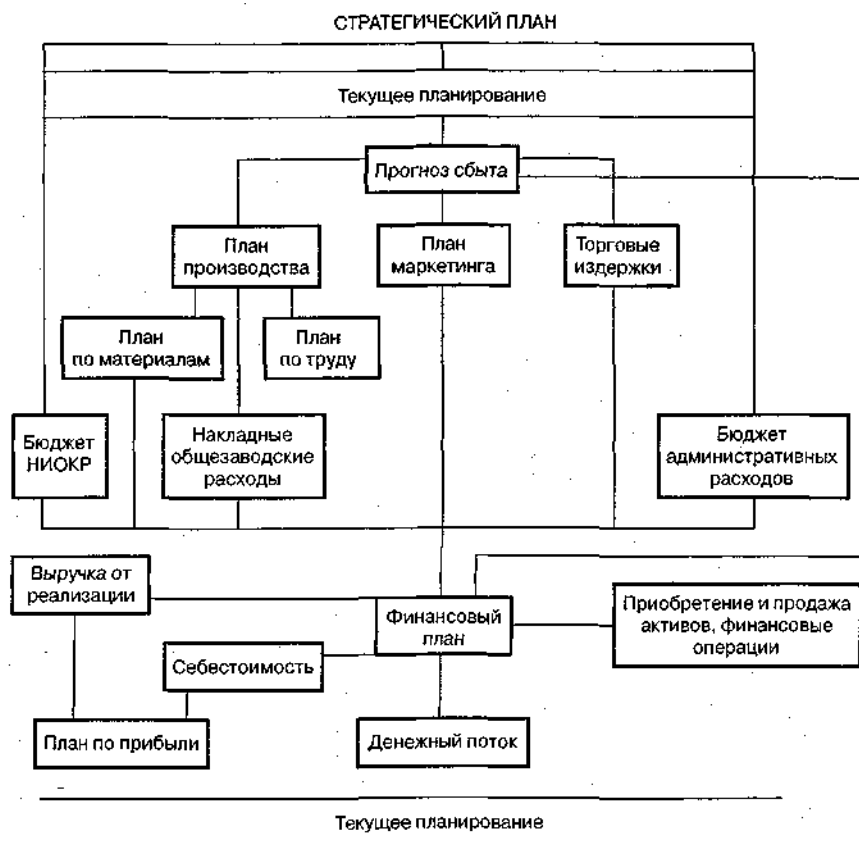 СТРАТЕГИЧЕСКИЙ ПЛАН
Текущее планирование
Прогноз сбыта
План
производства
План
маркетинга
Торговые
издержки
План
по материалам
План
по труду
Бюджет
НИОКР
Накладные
общезаводские
расходы
Бюджет
административных
расходов
Выручка от
реализации
Финансовый
план
Приобретение и продажа
активов, финансовые
операции
Себестоимость
План по прибыли
Денежный поток
Текущее планирование